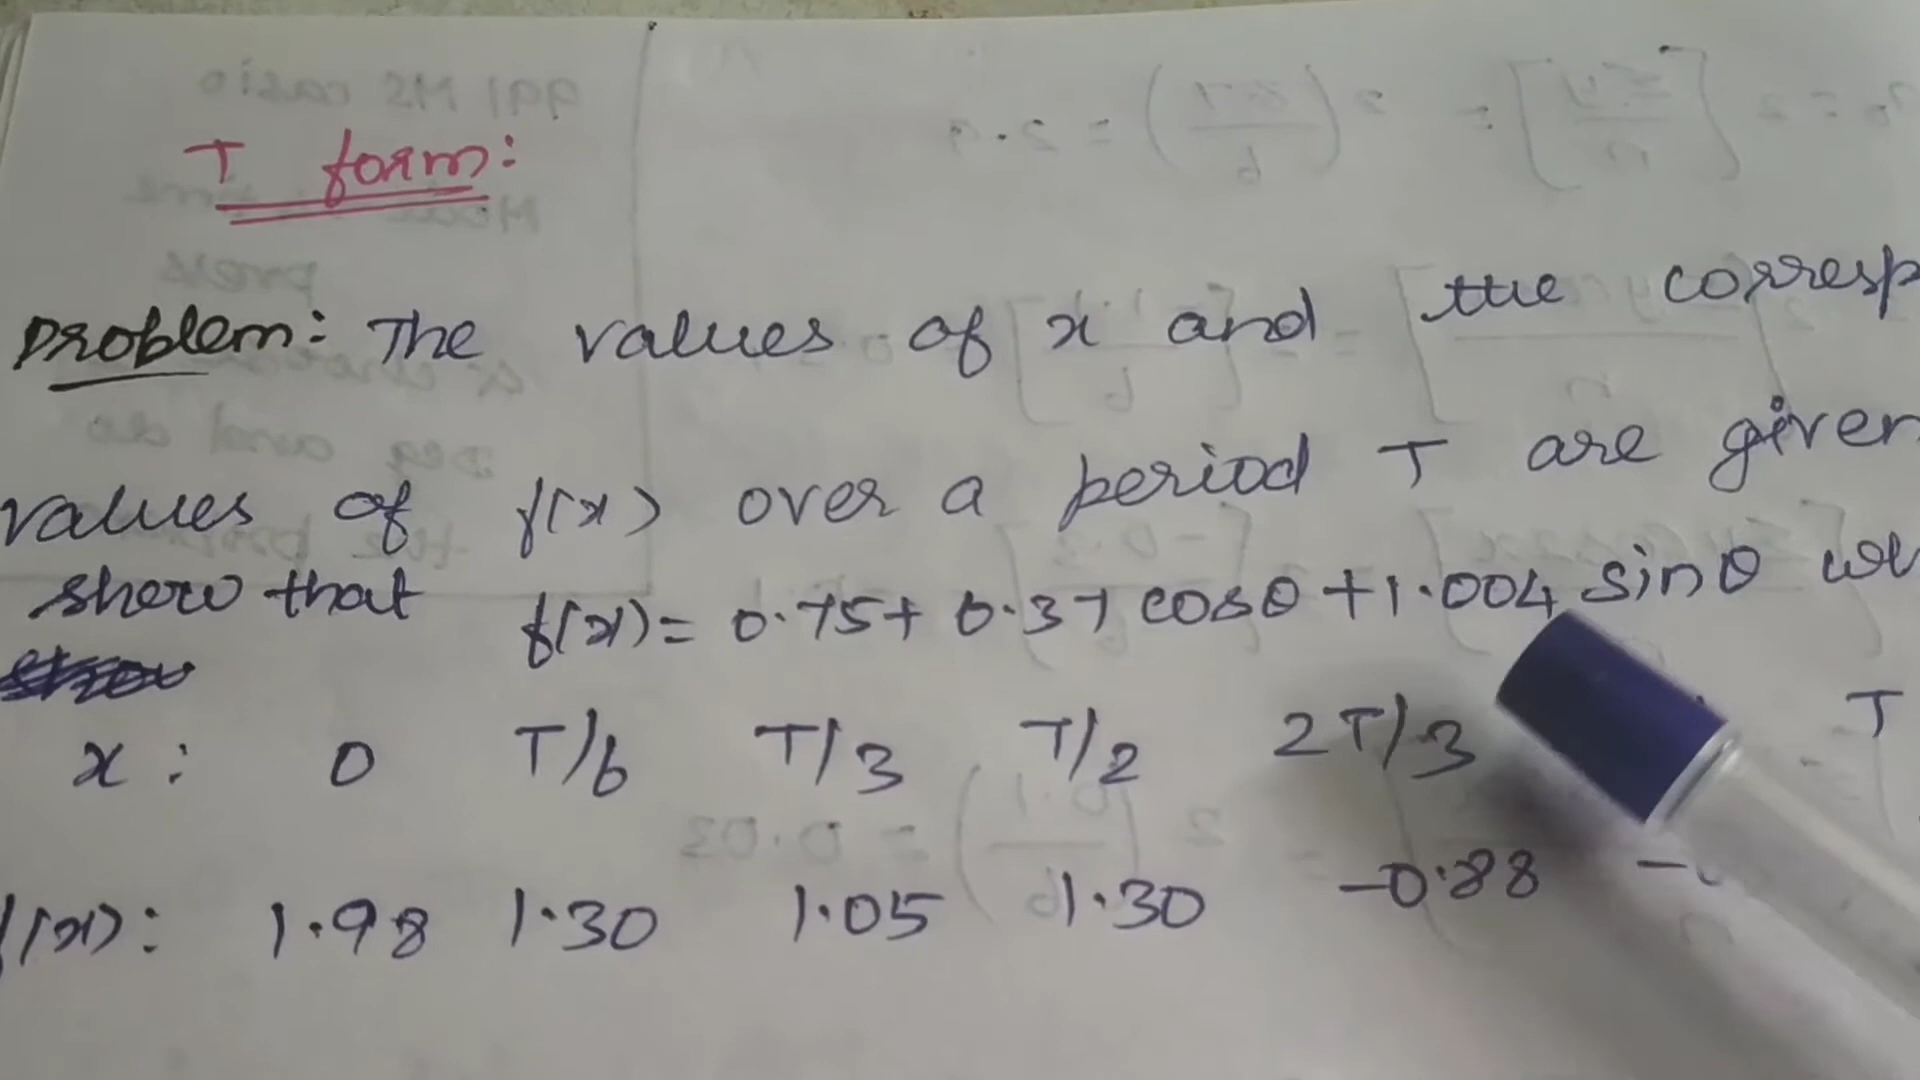 T form:
Problem: The values of x and the corresp
values of f(x) over a period T are given
show that f(x) = 0.75 + 0.37 cosθ + 1.004 sinθ
x : 0 T/6 T/3 T/2 2T/3 T
f(x): 1.98 1.30 1.05 1.30 -0.88